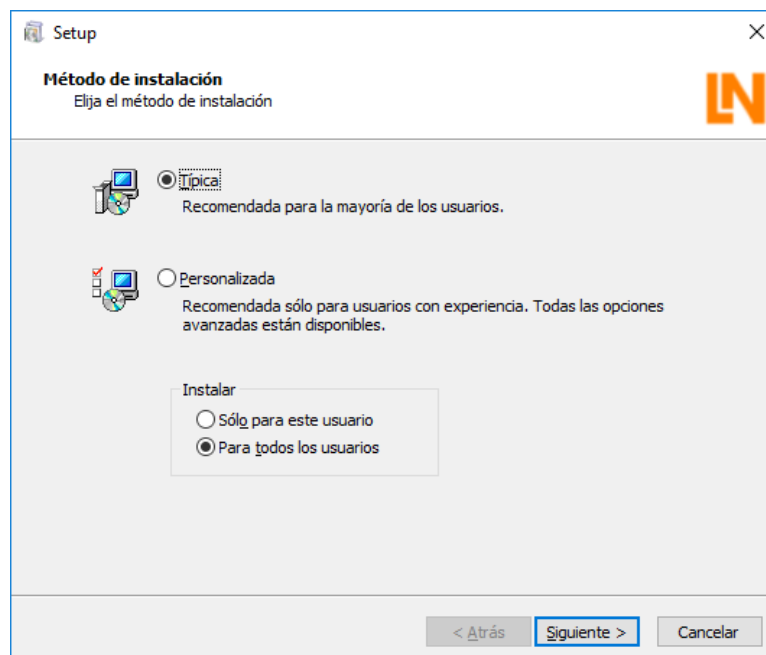 Setup
Método de instalación
Elija el método de instalación
LN
Típica
Recomendada para la mayoría de los usuarios.
Personalizada
Recomendada sólo para usuarios con experiencia. Todas las opciones
avanzadas están disponibles.
Instalar
Sólo para este usuario
Para todos los usuarios
< Atrás
Siguiente >
Cancelar